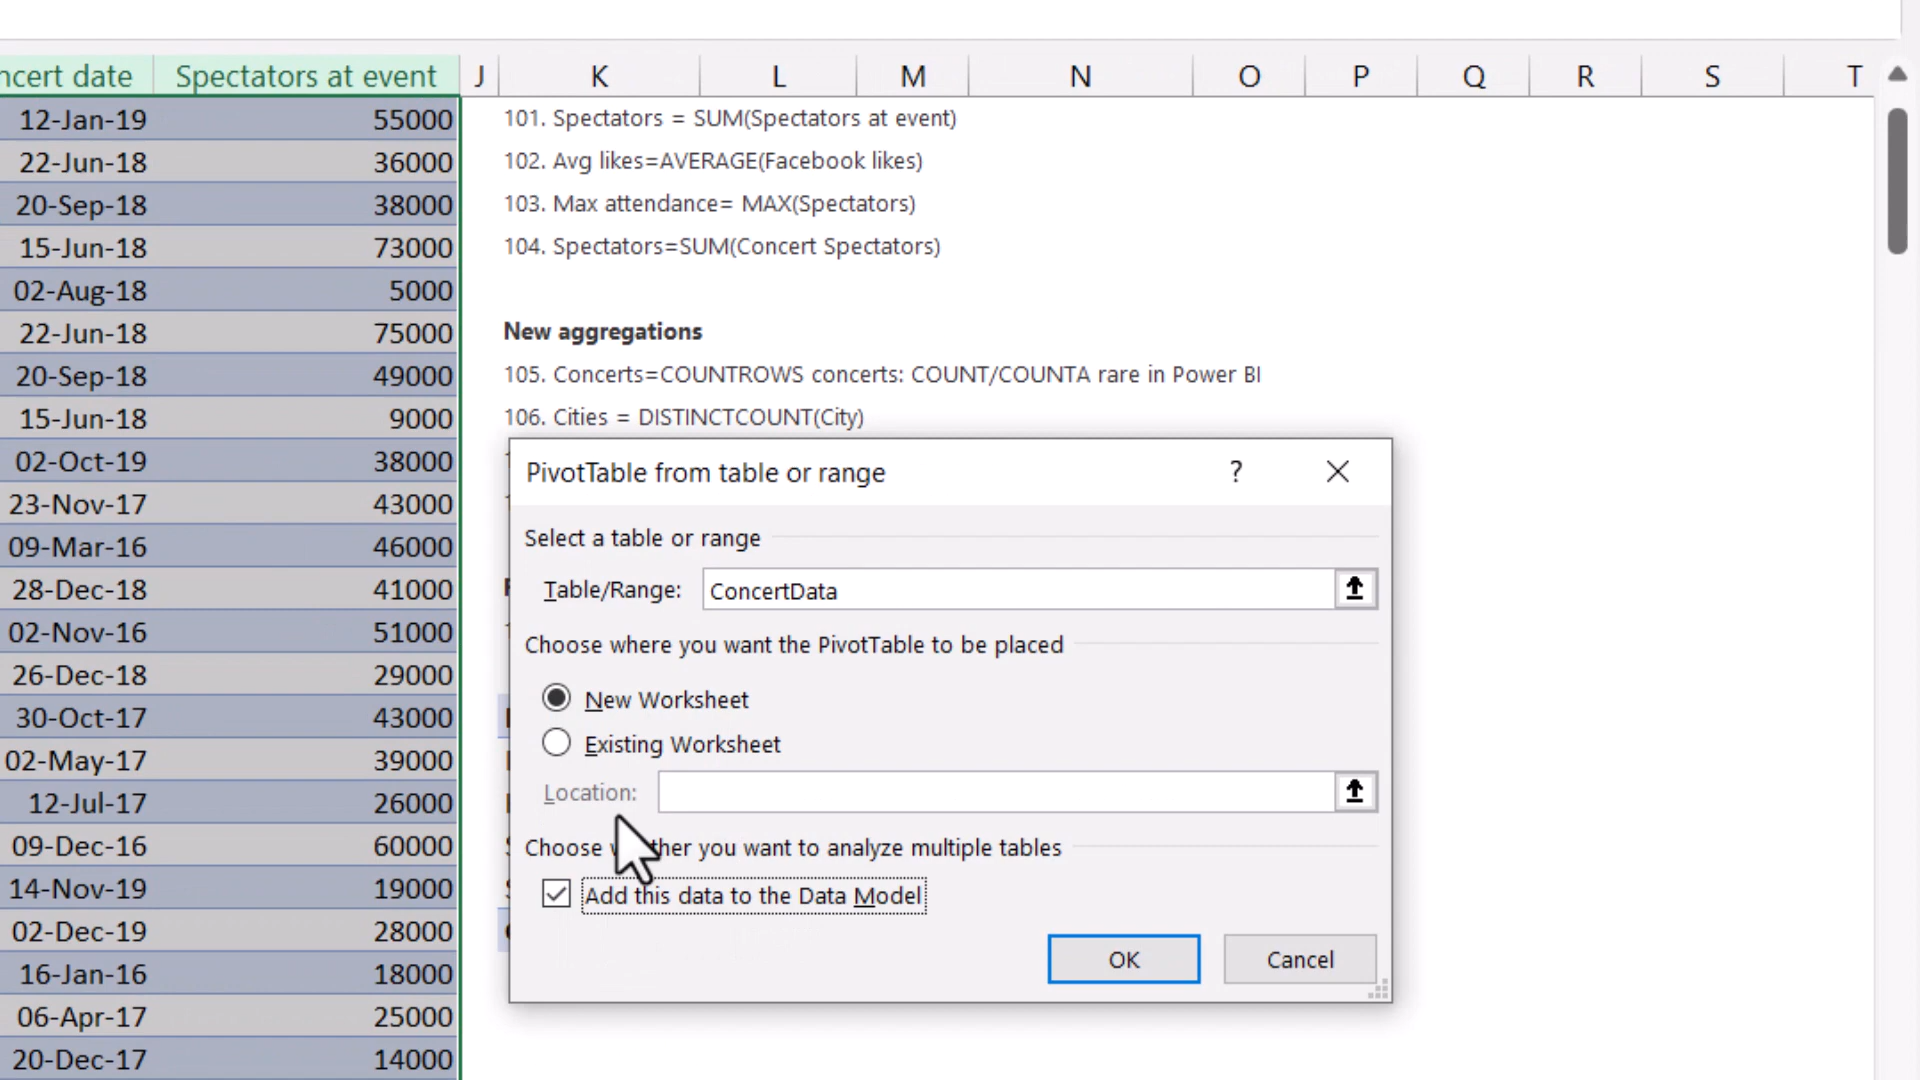 ncert date Spectators at event J K L M N O P Q R S T
12-Jan-19 55000 101. Spectators = SUM(Spectators at event)
22-Jun-18 36000 102. Avg likes=AVERAGE(Facebook likes)
20-Sep-18 38000 103. Max attendance= MAX(Spectators)
15-Jun-18 73000 104. Spectators=SUM(Concert Spectators)
02-Aug-18 5000
22-Jun-18 75000 New aggregations
20-Sep-18 49000 105. Concerts=COUNTROWS concerts: COUNT/COUNTA rare in Power BI
15-Jun-18 9000 106. Cities = DISTINCTCOUNT(City)
02-Oct-19 38000
23-Nov-17 43000
09-Mar-16 46000
28-Dec-18 41000
02-Nov-16 51000
26-Dec-18 29000
30-Oct-17 43000
02-May-17 39000
12-Jul-17 26000
09-Dec-16 60000
14-Nov-19 19000
02-Dec-19 28000
16-Jan-16 18000
06-Apr-17 25000
20-Dec-17 14000
PivotTable from table or range ?
Select a table or range
Table/Range: ConcertData
Choose where you want the PivotTable to be placed
New Worksheet
Existing Worksheet
Location:
Choose whether you want to analyze multiple tables
Add this data to the Data Model
OK Cancel